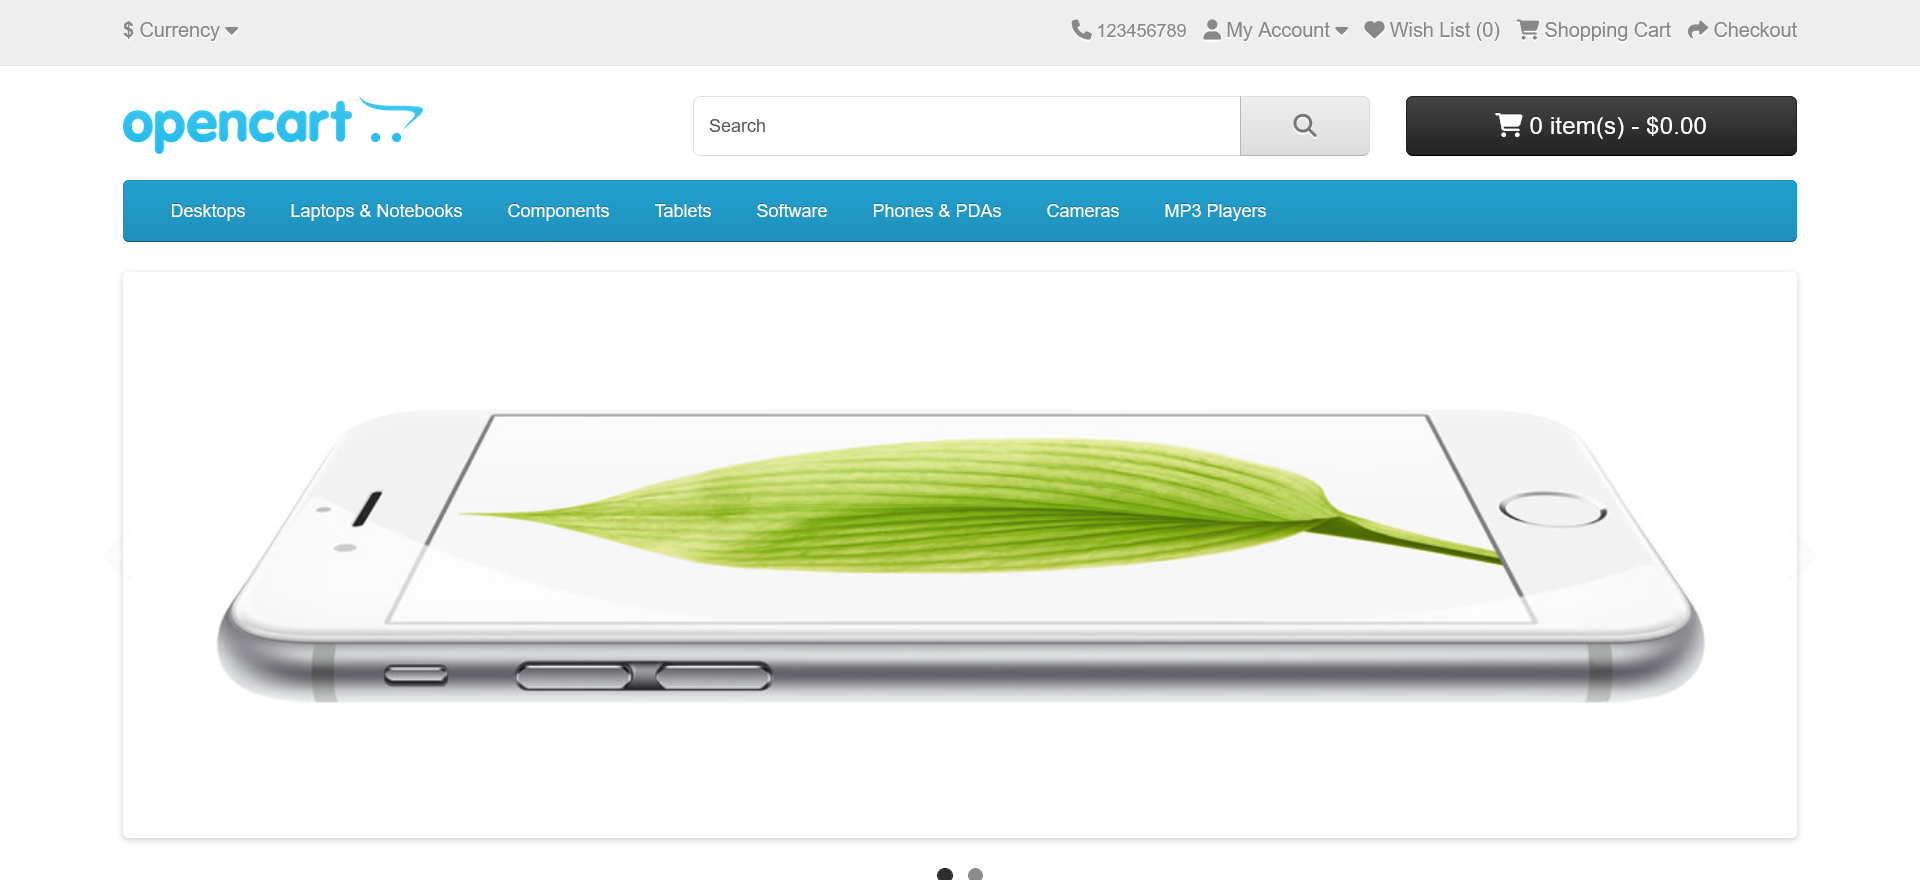 $ Currency
123456789 My Account Wish List (0) Shopping Cart Checkout
opencart
Search
0 item(s) - $0.00
Desktops Laptops & Notebooks Components Tablets Software Phones & PDAs Cameras MP3 Players